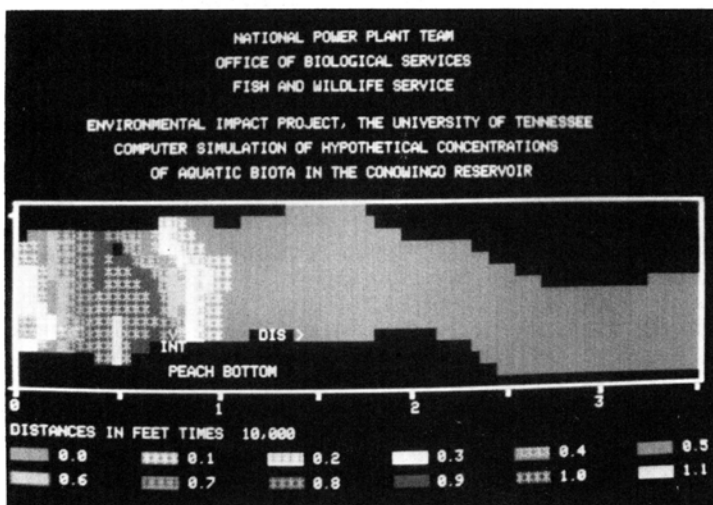 NATIONAL POWER PLANT TEAM
OFFICE OF BIOLOGICAL SERVICES
FISH AND WILDLIFE SERVICE
ENVIRONMENTAL IMPACT PROJECT, THE UNIVERSITY OF TENNESSEE
COMPUTER SIMULATION OF HYPOTHETICAL CONCENTRATIONS
OF AQUATIC BIOTA IN THE CONOWINGO RESERVOIR
DIS >
INT
PEACH BOTTOM
0 1 2 3
DISTANCES IN FEET TIMES 10,000
0.0 0.1 0.2 0.3 0.4 0.5
0.6 0.7 0.8 0.9 1.0 1.1